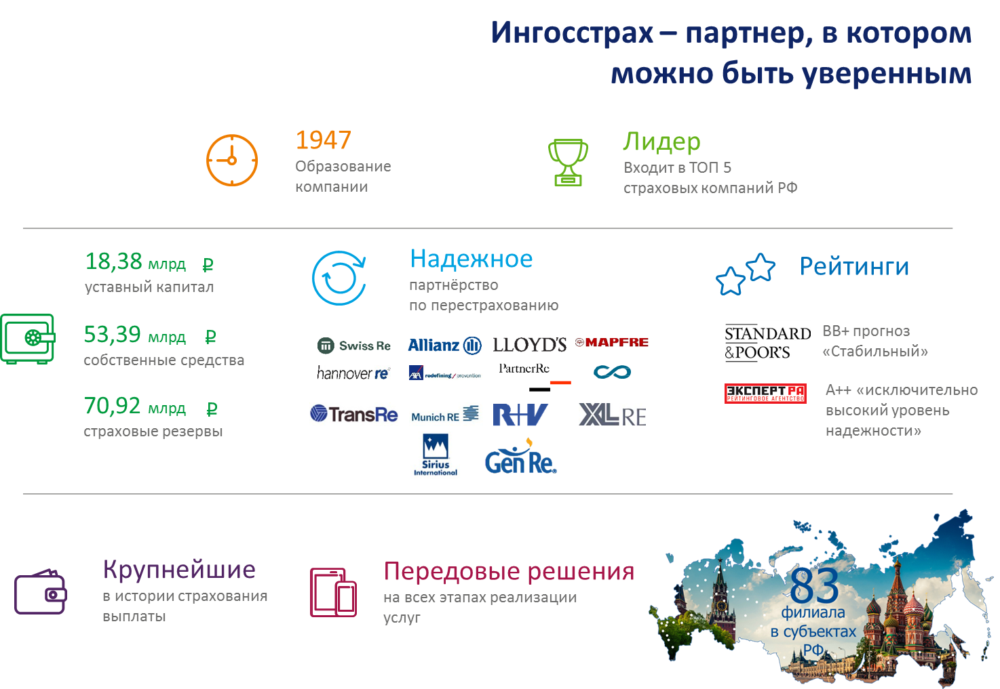 Ингосстрах – партнер, в котором
можно быть уверенным
1947
Образование
компании
Лидер
Входит в ТОП 5
страховых компаний РФ
18,38 млрд ₽
уставный капитал
53,39 млрд ₽
собственные средства
70,92 млрд ₽
страховые резервы
Надежное
партнёрство
по перестрахованию
Swiss Re
Allianz
LLOYD'S
MAPFRE
hannover re
AXA redefining / prevention
PartnerRe
TransRe
Munich RE
R+V
XL RE
Sirius
International
Gen Re®
Рейтинги
STANDARD
&POOR'S
BB+ прогноз
«Стабильный»
ЭКСПЕРТ РА
РЕЙТИНГОВОЕ АГЕНТСТВО
А++ «исключительно
высокий уровень
надежности»
Крупнейшие
в истории страхования
выплаты
Передовые решения
на всех этапах реализации
услуг
83
филиала
в субъектах
РФ